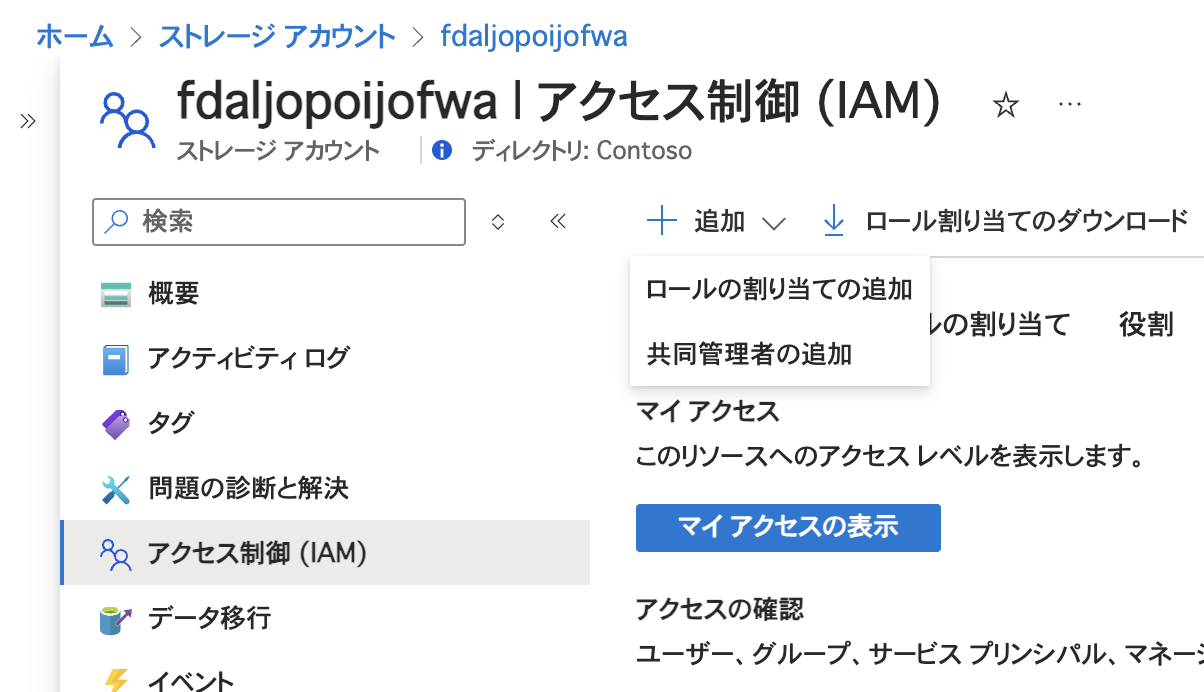 ホーム > ストレージ アカウント > fdaljopoijofwa
fdaljopoijofwa | アクセス制御 (IAM)
ストレージ アカウント
ディレクトリ: Contoso
検索
概要
アクティビティ ログ
タグ
問題の診断と解決
アクセス制御 (IAM)
データ移行
イベント
追加
ロール割り当てのダウンロード
ロールの割り当ての追加
共同管理者の追加
ルの割り当て
役割
マイ アクセス
このリソースへのアクセス レベルを表示します。
マイ アクセスの表示
アクセスの確認
ユーザー、グループ、サービス プリンシパル、マネー